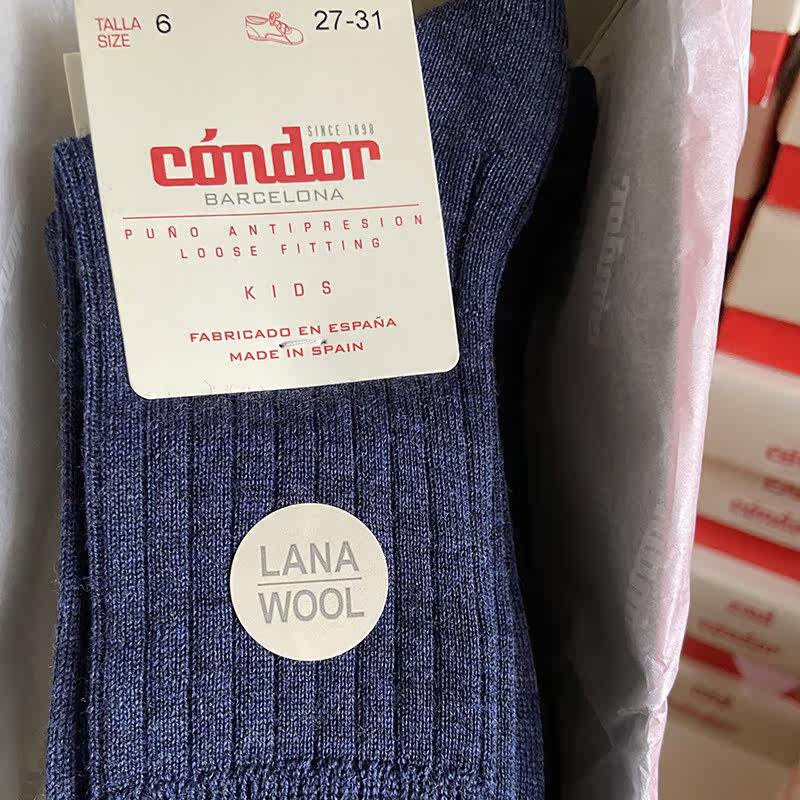 TALLA 6 27-31
SIZE
SINCE 1898
cóndor
BARCELONA
PUÑO ANTIPRESION
LOOSE FITTING
KIDS
FABRICADO EN ESPAÑA
MADE IN SPAIN
LANA
WOOL